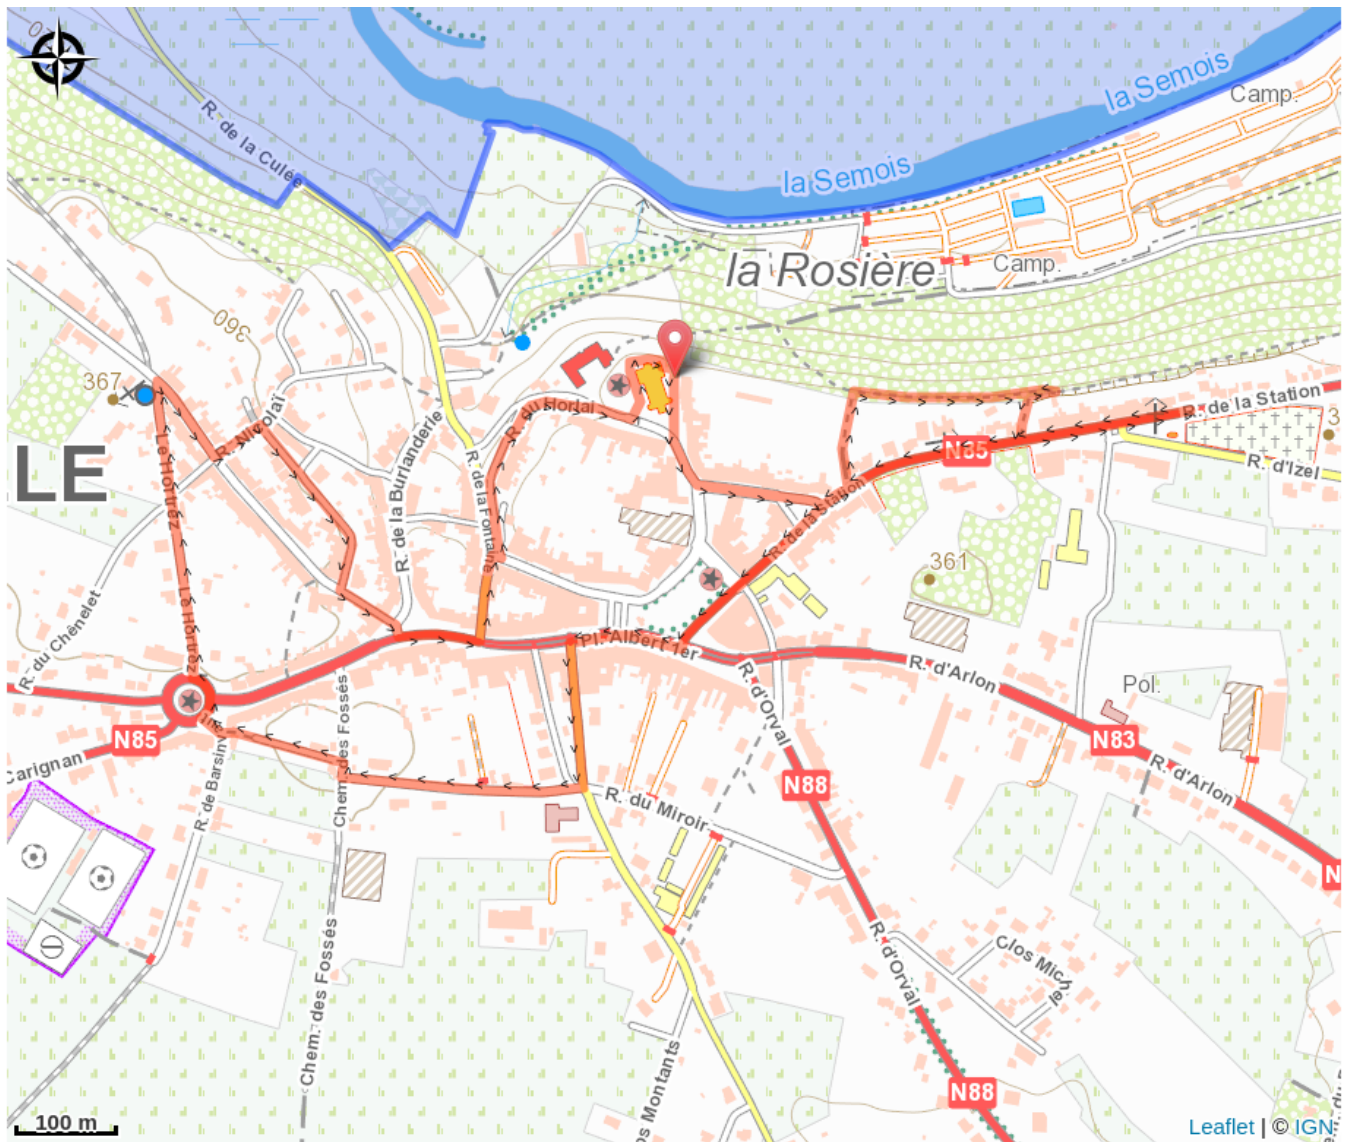 R. de la Culée
la Semois
Camp.
la Semois
la Rosière
Camp.
360
367
R. Nicolaï
R. du Horlai
R. de la Station
N85
R. d'Izel
LE
Le Hortrez
R. de la Burlanderie
R. de la Fontaine
R. de la Station
361
R. du Chênelet
Le Hortrez
Pl. Albert 1er
R. d'Arlon
Pol.
R. d'Orval
N85
N83
Carignan
R. de Barsin
Chem. des Fossés
R. du Miroir
N88
R. d'Arlon
N
Chem. des Fossés
R. d'Orval
Clos Michel
os Montants
N88
100 m
Leaflet | © IGN